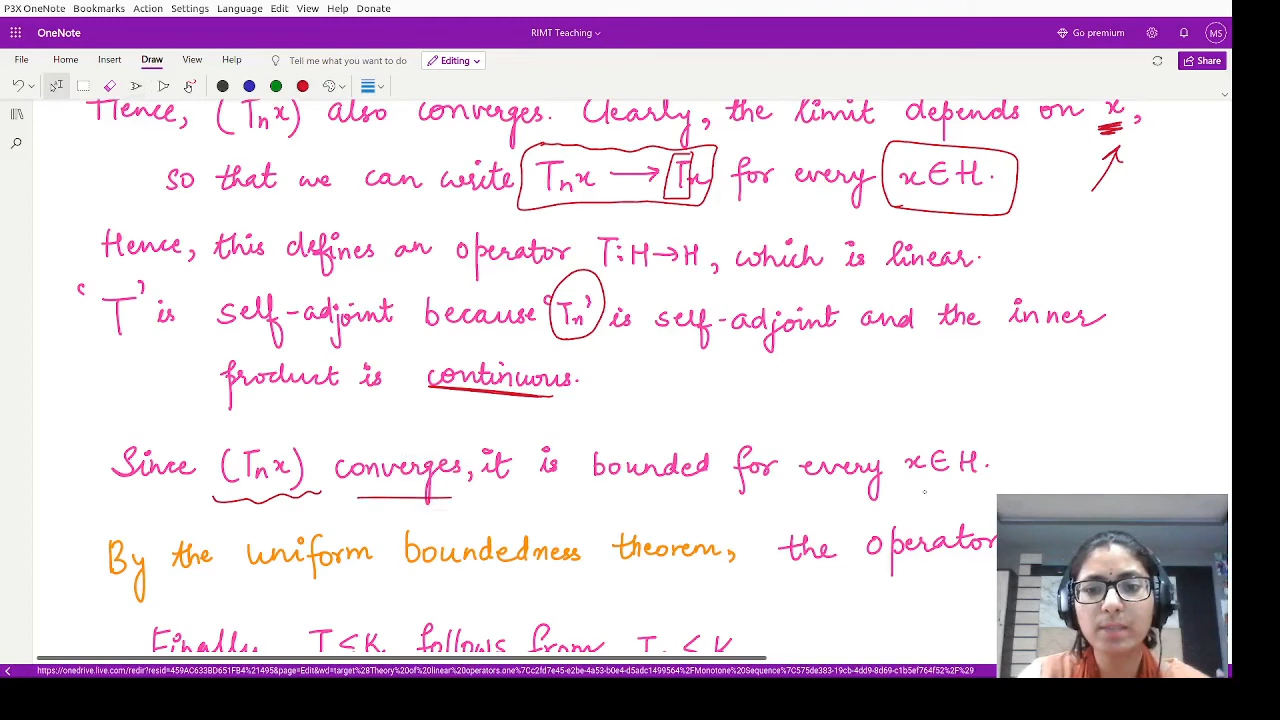 P3X OneNote Bookmarks Action Settings Language Edit View Help Donate
OneNote
RIMT Teaching
Go premium
MS
File Home Insert Draw View Help Tell me what you want to do Editing Share
Hence, (Tnx) also converges. Clearly, the limit depends on x,
so that we can write Tnx → Tx for every x∈H.
Hence, this defines an operator T:H→H, which is linear.
'T' is self-adjoint because 'Tn' is self-adjoint and the inner
product is continuous.
Since (Tnx) converges, it is bounded for every x∈H.
By the uniform boundedness theorem, the operator
Finally, T≤K follows from Tn≤K